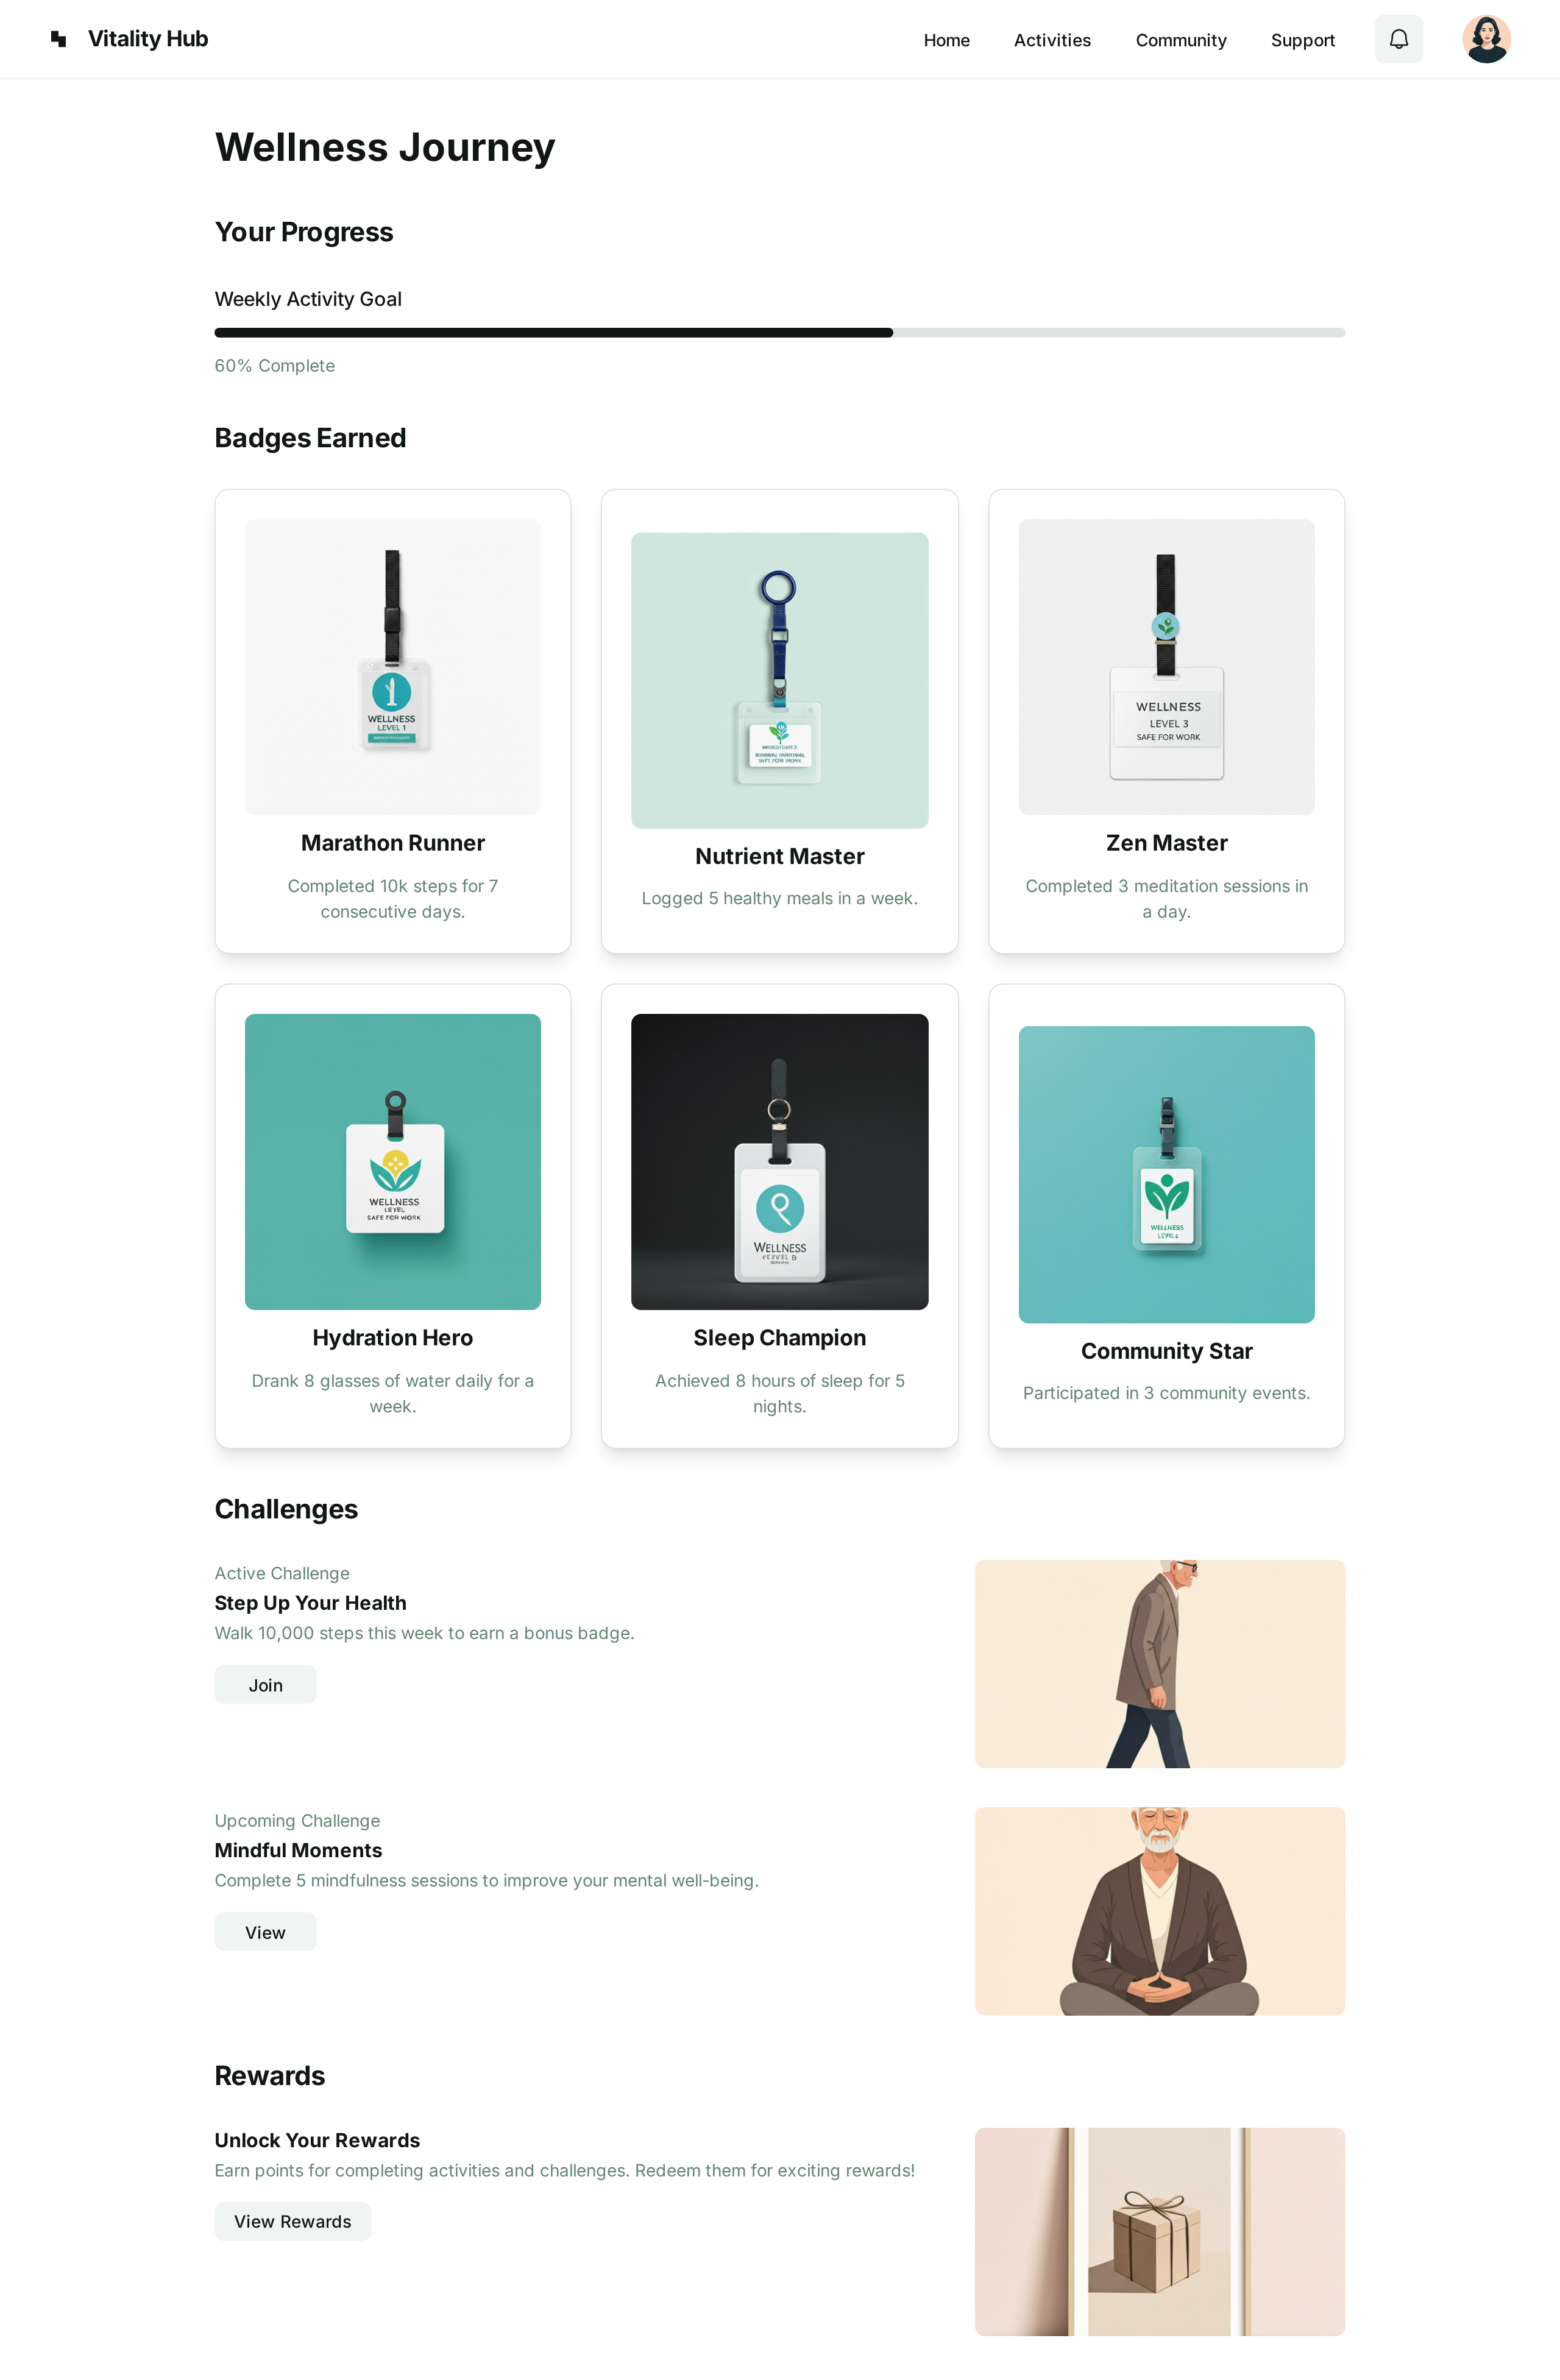 Vitality Hub
Home
Activities
Community
Support
Wellness Journey
Your Progress
Weekly Activity Goal
60% Complete
Badges Earned
WELLNESS
LEVEL 1
SAFE FOR WORK
WELLNESS
LEVEL 3
SAFE FOR WORK
Marathon Runner
Completed 10k steps for 7
consecutive days.
Nutrient Master
Logged 5 healthy meals in a week.
Zen Master
Completed 3 meditation sessions in
a day.
WELLNESS
LEVEL
SAFE FOR WORK
WELLNESS
WELLNESS
Hydration Hero
Drank 8 glasses of water daily for a
week.
Sleep Champion
Achieved 8 hours of sleep for 5
nights.
Community Star
Participated in 3 community events.
Challenges
Active Challenge
Step Up Your Health
Walk 10,000 steps this week to earn a bonus badge.
Join
Upcoming Challenge
Mindful Moments
Complete 5 mindfulness sessions to improve your mental well-being.
View
Rewards
Unlock Your Rewards
Earn points for completing activities and challenges. Redeem them for exciting rewards!
View Rewards